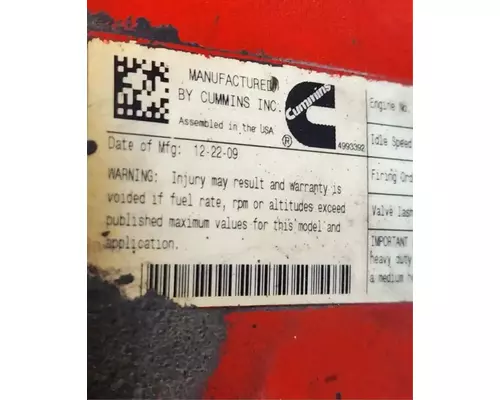 MANUFACTURED
BY CUMMINS INC.
Assembled in the USA
Cummins
®
4993392
Date of Mfg: 12-22-09
WARNING: Injury may result and warranty is
voided if fuel rate, rpm or altitudes exceed
published maximum values for this model and
application.
Engine No.
Idle Speed
Firing Ord
Valve lash
IMPORTANT
heavy duty
a medium h